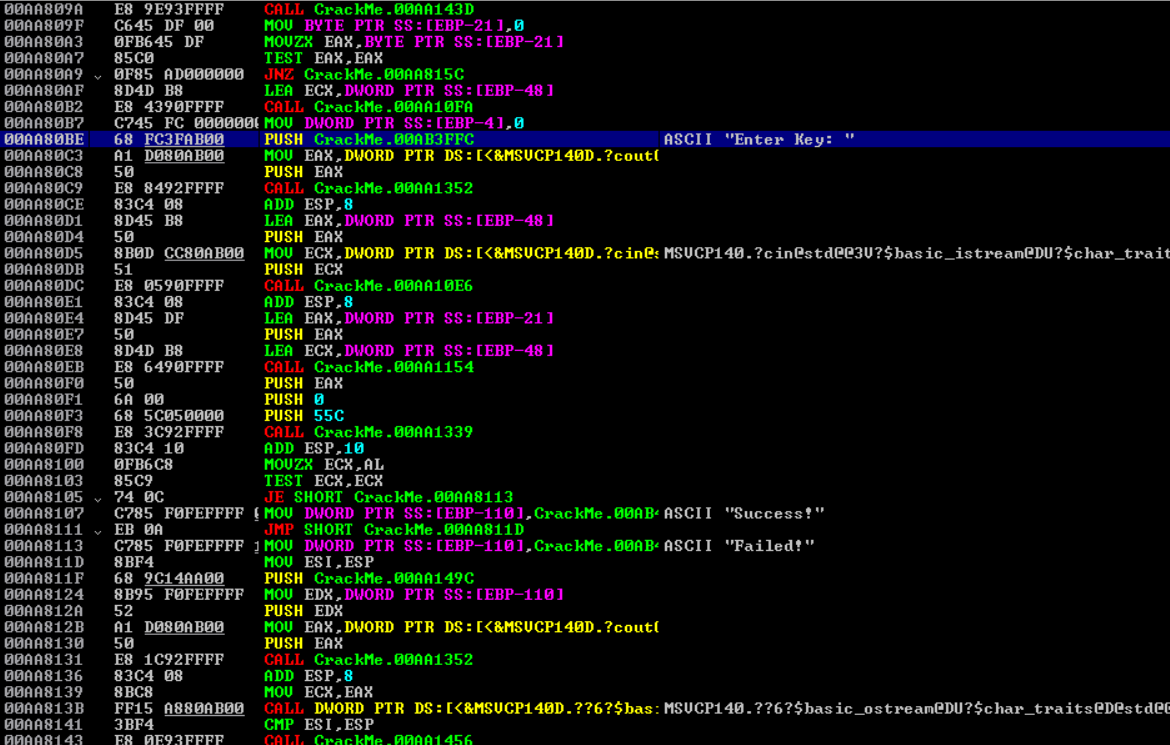 00AA809A E8 9E93FFFF CALL CrackMe.00AA143D
00AA809F C645 DF 00 MOV BYTE PTR SS:[EBP-21],0
00AA80A3 0FB645 DF MOVZX EAX,BYTE PTR SS:[EBP-21]
00AA80A7 85C0 TEST EAX,EAX
00AA80A9 0F85 AD000000 JNZ CrackMe.00AA815C
00AA80AF 8D4D B8 LEA ECX,DWORD PTR SS:[EBP-48]
00AA80B2 E8 4390FFFF CALL CrackMe.00AA10FA
00AA80B7 C745 FC 0000000 MOV DWORD PTR SS:[EBP-4],0
00AA80BE 68 FC3FAB00 PUSH CrackMe.00AB3FFC ASCII "Enter Key: "
00AA80C3 A1 D080AB00 MOV EAX,DWORD PTR DS:[<&MSVCP140D.?cout
00AA80C8 50 PUSH EAX
00AA80C9 E8 8492FFFF CALL CrackMe.00AA1352
00AA80CE 83C4 08 ADD ESP,8
00AA80D1 8D45 B8 LEA EAX,DWORD PTR SS:[EBP-48]
00AA80D4 50 PUSH EAX
00AA80D5 8B0D CC80AB00 MOV ECX,DWORD PTR DS:[<&MSVCP140D.?cin@s MSVCP140.?cin@std@@3V?$basic_istream@DU?$char_trait
00AA80DB 51 PUSH ECX
00AA80DC E8 0590FFFF CALL CrackMe.00AA10E6
00AA80E1 83C4 08 ADD ESP,8
00AA80E4 8D45 DF LEA EAX,DWORD PTR SS:[EBP-21]
00AA80E7 50 PUSH EAX
00AA80E8 8D4D B8 LEA ECX,DWORD PTR SS:[EBP-48]
00AA80EB E8 6490FFFF CALL CrackMe.00AA1154
00AA80F0 50 PUSH EAX
00AA80F1 6A 00 PUSH 0
00AA80F3 68 5C050000 PUSH 55C
00AA80F8 E8 3C92FFFF CALL CrackMe.00AA1339
00AA80FD 83C4 10 ADD ESP,10
00AA8100 0FB6C8 MOVZX ECX,AL
00AA8103 85C9 TEST ECX,ECX
00AA8105 74 0C JE SHORT CrackMe.00AA8113
00AA8107 C785 F0FEFFFF MOV DWORD PTR SS:[EBP-110],CrackMe.00AB4 ASCII "Success!"
00AA8111 EB 0A JMP SHORT CrackMe.00AA811D
00AA8113 C785 F0FEFFFF MOV DWORD PTR SS:[EBP-110],CrackMe.00AB4 ASCII "Failed!"
00AA811D 8BF4 MOV ESI,ESP
00AA811F 68 9C14AA00 PUSH CrackMe.00AA149C
00AA8124 8B95 F0FEFFFF MOV EDX,DWORD PTR SS:[EBP-110]
00AA812A 52 PUSH EDX
00AA812B A1 D080AB00 MOV EAX,DWORD PTR DS:[<&MSVCP140D.?cout
00AA8130 50 PUSH EAX
00AA8131 E8 1C92FFFF CALL CrackMe.00AA1352
00AA8136 83C4 08 ADD ESP,8
00AA8139 8BC8 MOV ECX,EAX
00AA813B FF15 A880AB00 CALL DWORD PTR DS:[<&MSVCP140D.??6?$bas MSVCP140.??6?$basic_ostream@DU?$char_traits@D@std@@
00AA8141 3BF4 CMP ESI,ESP
00AA8143 E8 0E93FFFF CALL CrackMe.00AA1456